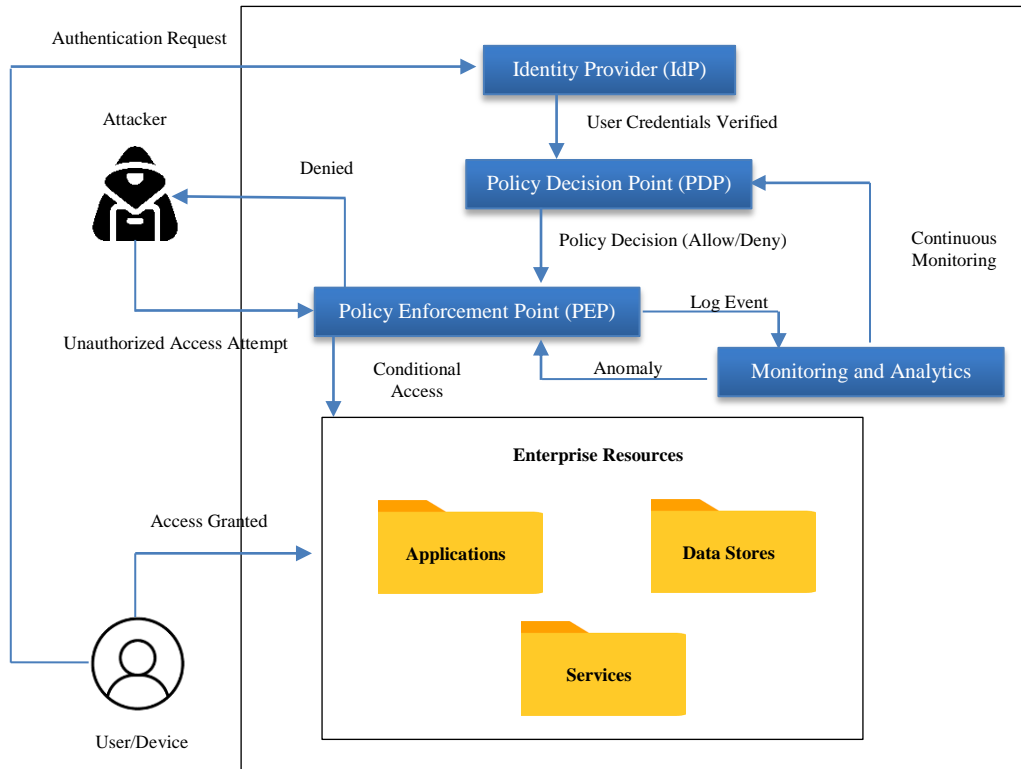 Authentication Request
Identity Provider (IdP)
Attacker
User Credentials Verified
Denied
Policy Decision Point (PDP)
Policy Decision (Allow/Deny)
Continuous
Monitoring
Policy Enforcement Point (PEP)
Log Event
Unauthorized Access Attempt
Conditional
Access
Anomaly
Monitoring and Analytics
Enterprise Resources
Access Granted
Applications
Data Stores
Services
User/Device